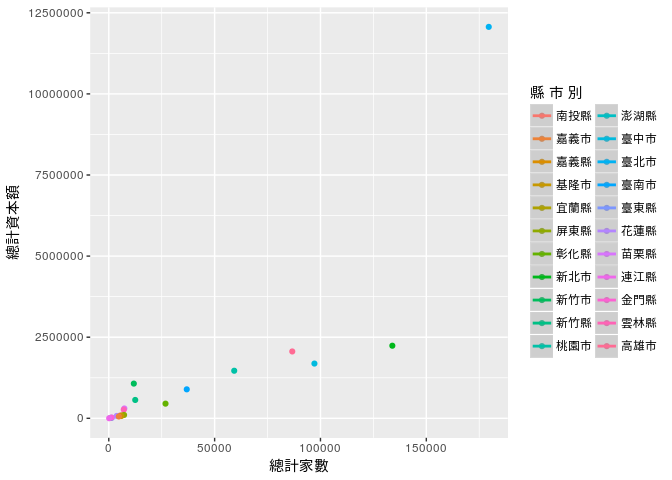 12500000
10000000
7500000
5000000
2500000
0
總計資本額
0
50000
100000
150000
總計家數
縣市別
南投縣
嘉義市
嘉義縣
基隆市
宜蘭縣
屏東縣
彰化縣
新北市
新竹市
新竹縣
桃園市
澎湖縣
臺中市
臺北市
臺南市
臺東縣
花蓮縣
苗栗縣
連江縣
金門縣
雲林縣
高雄市